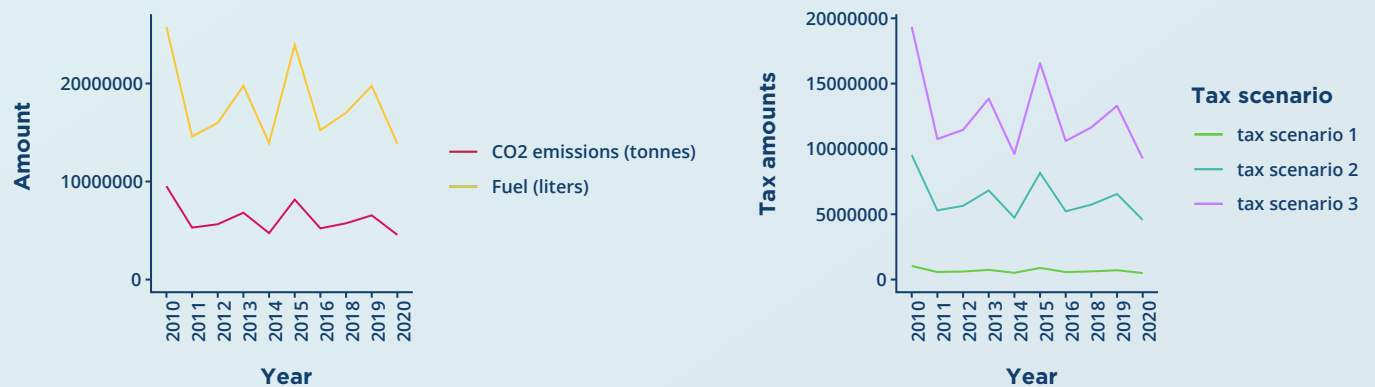 Amount
20000000
10000000
0
2010
2011
2012
2013
2014
2015
2016
2018
2019
2020
Year
CO2 emissions (tonnes)
Fuel (liters)
Tax amounts
20000000
15000000
10000000
5000000
0
2010
2011
2012
2013
2014
2015
2016
2018
2019
2020
Year
Tax scenario
tax scenario 1
tax scenario 2
tax scenario 3